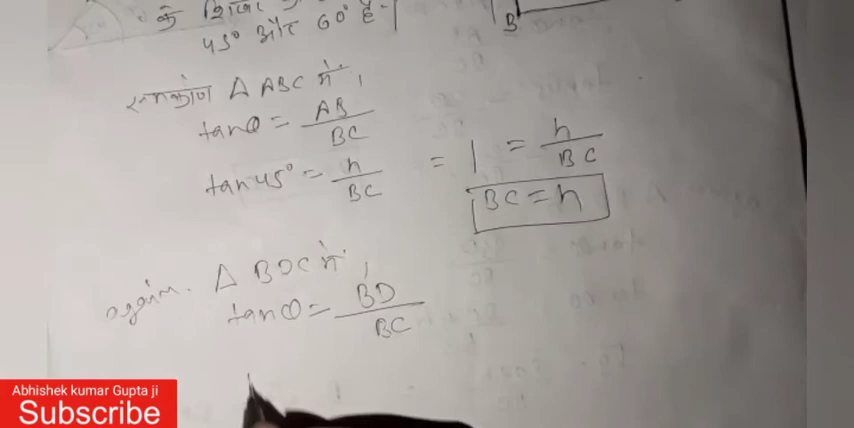 के शिखर
45° और 60° है-|
B
समकोण Δ ABC में,
tanθ = AB/BC
tan45° = h/BC = 1 = h/BC
BC = h
again. Δ BDC में,
tanθ = BD/BC
Abhishek kumar Gupta ji
Subscribe